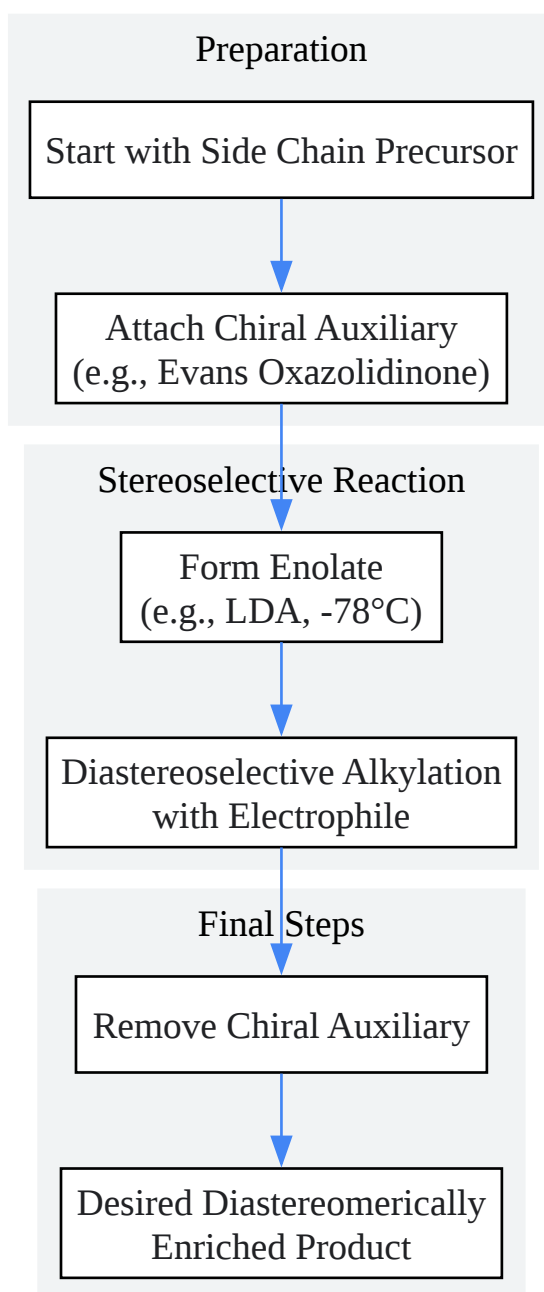 Preparation
Start with Side Chain Precursor
Attach Chiral Auxiliary
(e.g., Evans Oxazolidinone)
Stereoselective Reaction
Form Enolate
(e.g., LDA, -78°C)
Diastereoselective Alkylation
with Electrophile
Final Steps
Remove Chiral Auxiliary
Desired Diastereomerically
Enriched Product